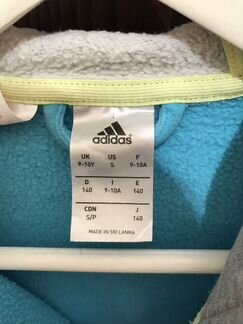 adidas
UK US F
9-10Y S 9-10A
D I E
140 9-10A 140
CDN J
S/P 140
MADE IN SRI LANKA